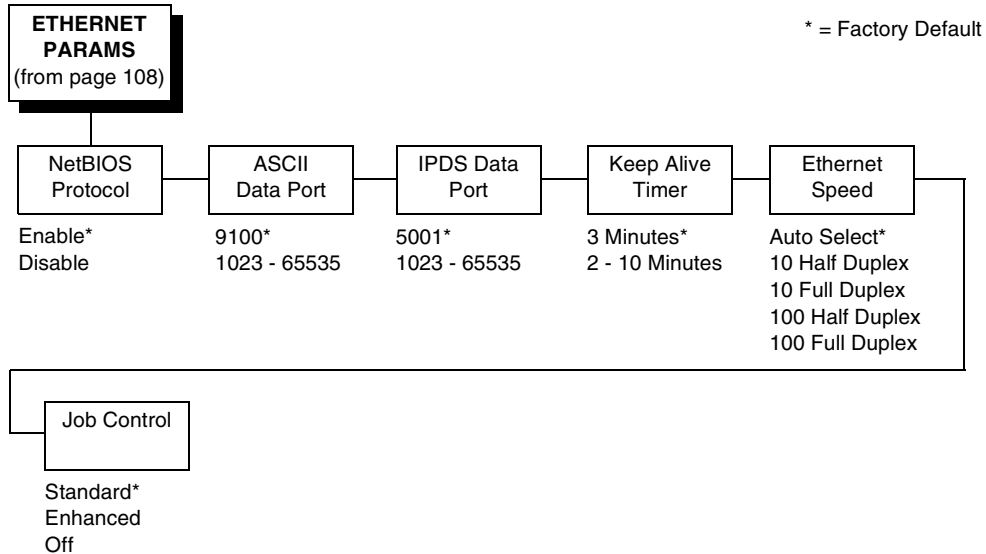 ETHERNET
PARAMS
(from page 108)
* = Factory Default
NetBIOS
Protocol
Enable*
Disable
ASCII
Data Port
9100*
1023 - 65535
IPDS Data
Port
5001*
1023 - 65535
Keep Alive
Timer
3 Minutes*
2 - 10 Minutes
Ethernet
Speed
Auto Select*
10 Half Duplex
10 Full Duplex
100 Half Duplex
100 Full Duplex
Job Control
Standard*
Enhanced
Off